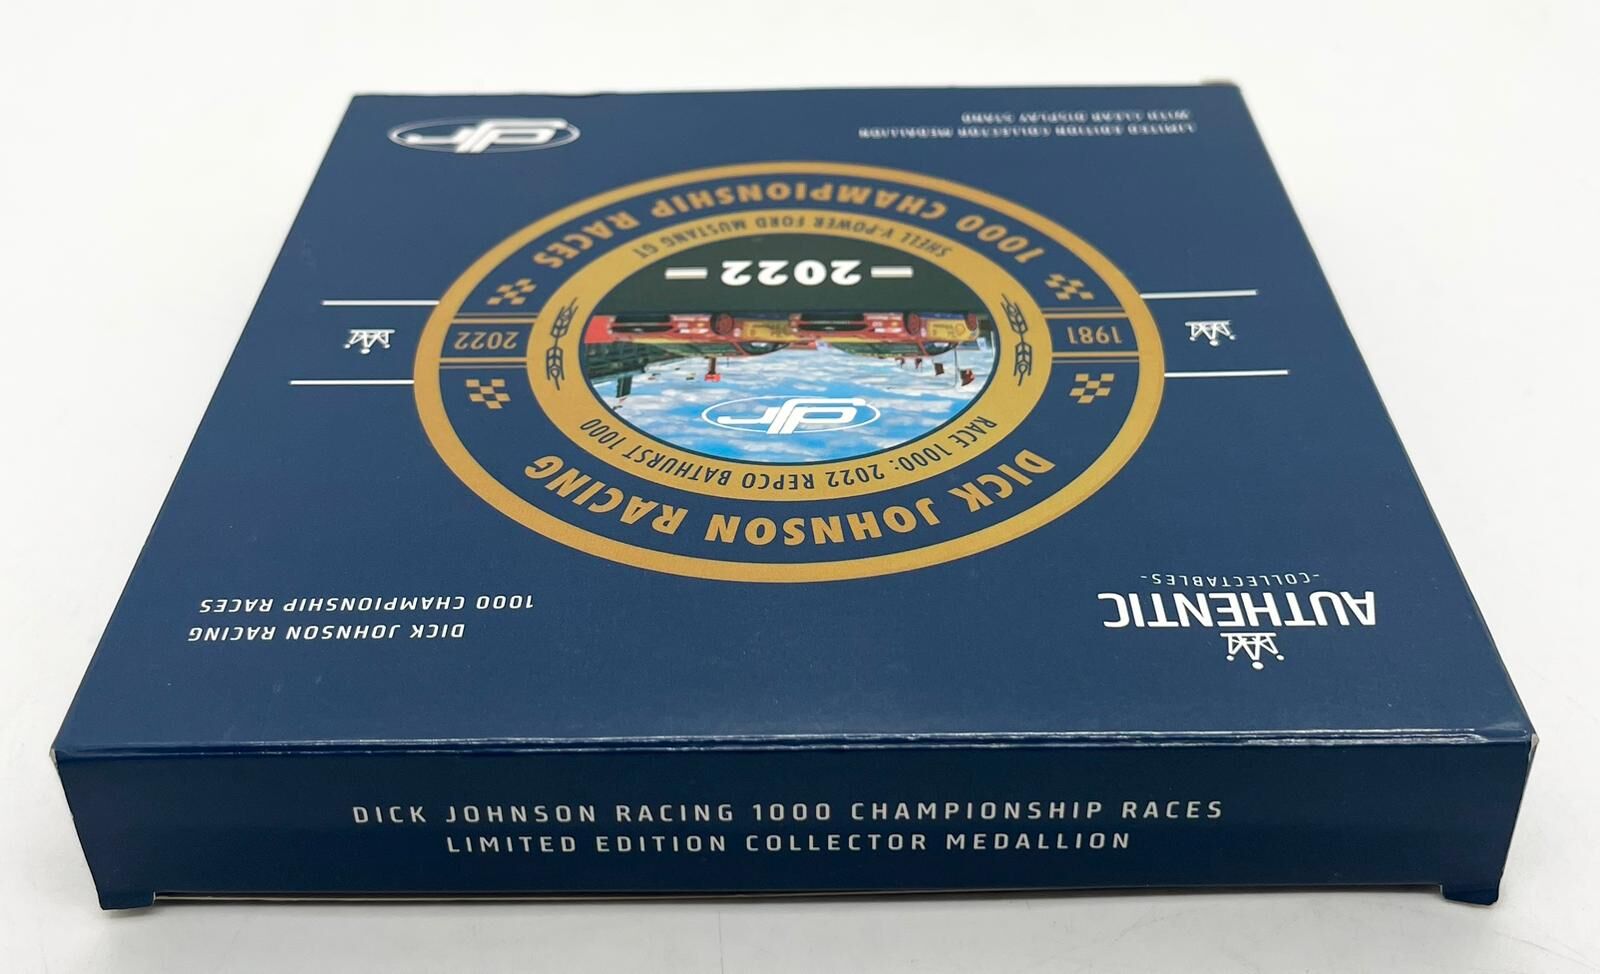 LIMITED EDITION COLLECTOR MEDALLION
WITH CLEAR DISPLAY STAND
AUTHENTIC
-COLLECTABLES-
DICK JOHNSON RACING
RACE 1000: 2022 REPCO BATHURST 1000
DJR
1981
2022
- 2022 -
SHELL V-POWER FORD MUSTANG GT
1000 CHAMPIONSHIP RACES
DICK JOHNSON RACING
1000 CHAMPIONSHIP RACES
DJR
DICK JOHNSON RACING 1000 CHAMPIONSHIP RACES
LIMITED EDITION COLLECTOR MEDALLION